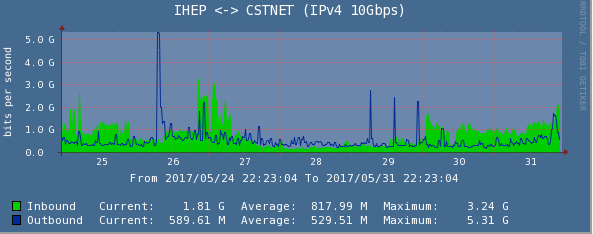 IHEP <-> CSTNET (IPv4 10Gbps)
RRDTOOL / TOBI OETIKER
bits per second
5.0 G
4.0 G
3.0 G
2.0 G
1.0 G
0.0
25 26 27 28 29 30 31
From 2017/05/24 22:23:04 To 2017/05/31 22:23:04
Inbound Current: 1.81 G Average: 817.99 M Maximum: 3.24 G
Outbound Current: 589.61 M Average: 529.51 M Maximum: 5.31 G